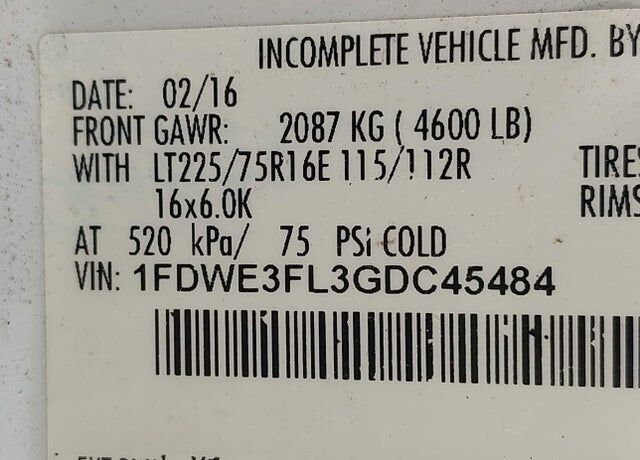 INCOMPLETE VEHICLE MFD. BY
DATE: 02/16
FRONT GAWR: 2087 KG ( 4600 LB)
WITH LT225/75R16E 115/112R TIRES
16x6.0K RIMS
AT 520 kPa/ 75 PSi COLD
VIN: 1FDWE3FL3GDC45484